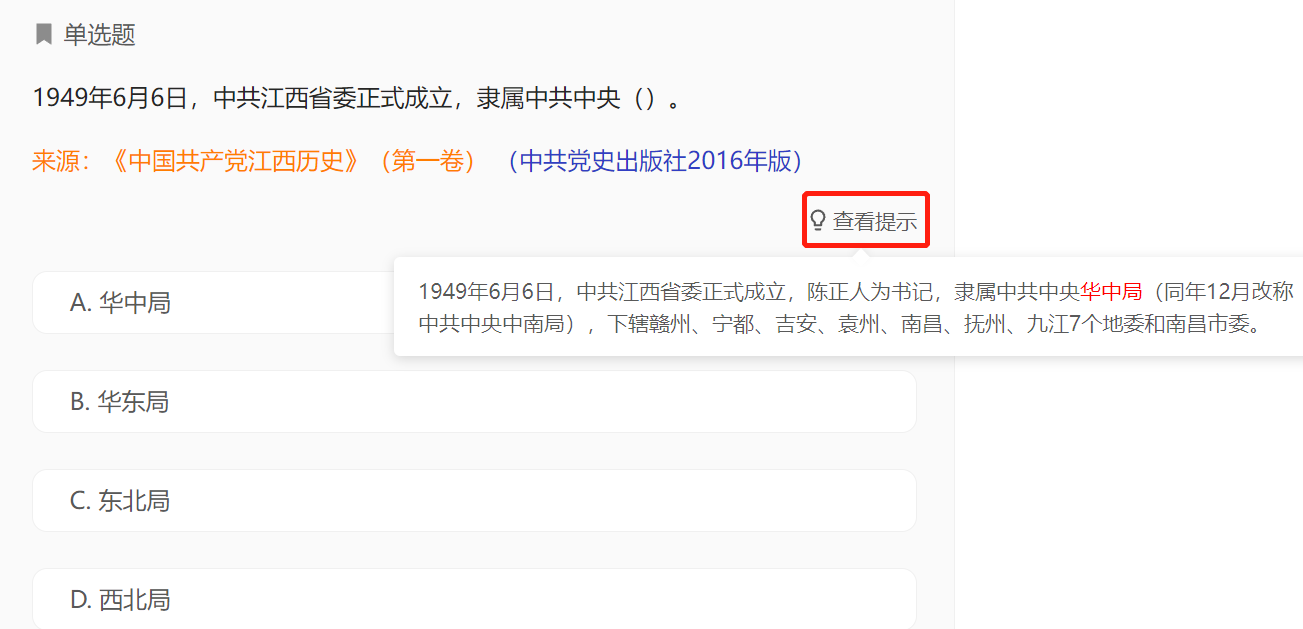 单选题
1949年6月6日，中共江西省委正式成立，隶属中共中央（）。
来源：《中国共产党江西历史》（第一卷）（中共党史出版社2016年版）
查看提示
1949年6月6日，中共江西省委正式成立，陈正人为书记，隶属中共中央华中局（同年12月改称
中共中央中南局），下辖赣州、宁都、吉安、袁州、南昌、抚州、九江7个地委和南昌市委。
A. 华中局
B. 华东局
C. 东北局
D. 西北局